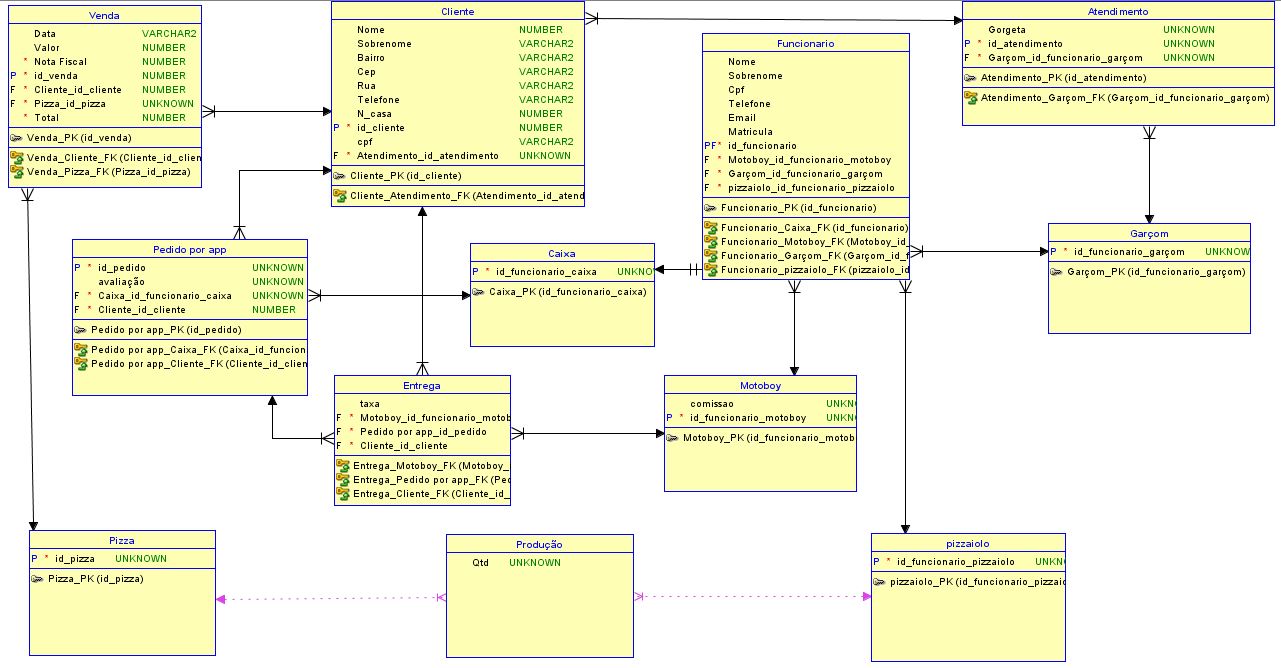 Venda
Data VARCHAR2
Valor NUMBER
* Nota Fiscal NUMBER
P * id_venda NUMBER
F * Cliente_id_cliente NUMBER
F * Pizza_id_pizza UNKNOWN
* Total NUMBER
Venda_PK (id_venda)
Venda_Cliente_FK (Cliente_id_clien
Venda_Pizza_FK (Pizza_id_pizza)
Cliente
Nome NUMBER
Sobrenome VARCHAR2
Bairro VARCHAR2
Cep VARCHAR2
Rua VARCHAR2
Telefone VARCHAR2
N_casa NUMBER
P * id_cliente NUMBER
cpf VARCHAR2
F * Atendimento_id_atendimento UNKNOWN
Cliente_PK (id_cliente)
Cliente_Atendimento_FK (Atendimento_id_atend
Funcionario
Nome
Sobrenome
Cpf
Telefone
Email
Matricula
PF* id_funcionario
F * Motoboy_id_funcionario_motoboy
F * Garçom_id_funcionario_garçom
F * pizzaiolo_id_funcionario_pizzaiolo
Funcionario_PK (id_funcionario)
Funcionario_Caixa_FK (id_funcionario)
Funcionario_Motoboy_FK (Motoboy_id_
Funcionario_Garçom_FK (Garçom_id_f
Funcionario_pizzaiolo_FK (pizzaiolo_id
Atendimento
Gorgeta UNKNOWN
P * id_atendimento UNKNOWN
F * Garçom_id_funcionario_garçom UNKNOWN
Atendimento_PK (id_atendimento)
Atendimento_Garçom_FK (Garçom_id_funcionario_garçom)
Pedido por app
P * id_pedido UNKNOWN
avaliação UNKNOWN
F * Caixa_id_funcionario_caixa UNKNOWN
F * Cliente_id_cliente NUMBER
Pedido por app_PK (id_pedido)
Pedido por app_Caixa_FK (Caixa_id_funcion
Pedido por app_Cliente_FK (Cliente_id_clien
Caixa
P * id_funcionario_caixa UNKNO
Caixa_PK (id_funcionario_caixa)
Garçom
P * id_funcionario_garçom UNKNOW
Garçom_PK (id_funcionario_garçom)
Entrega
taxa
F * Motoboy_id_funcionario_motob
F * Pedido por app_id_pedido
F * Cliente_id_cliente
Entrega_Motoboy_FK (Motoboy_
Entrega_Pedido por app_FK (Ped
Entrega_Cliente_FK (Cliente_id_
Motoboy
comissao UNKN
P * id_funcionario_motoboy UNKN
Motoboy_PK (id_funcionario_motob
Pizza
P * id_pizza UNKNOWN
Pizza_PK (id_pizza)
Produção
Qtd UNKNOWN
pizzaiolo
P * id_funcionario_pizzaiolo UNKN
pizzaiolo_PK (id_funcionario_pizzaio